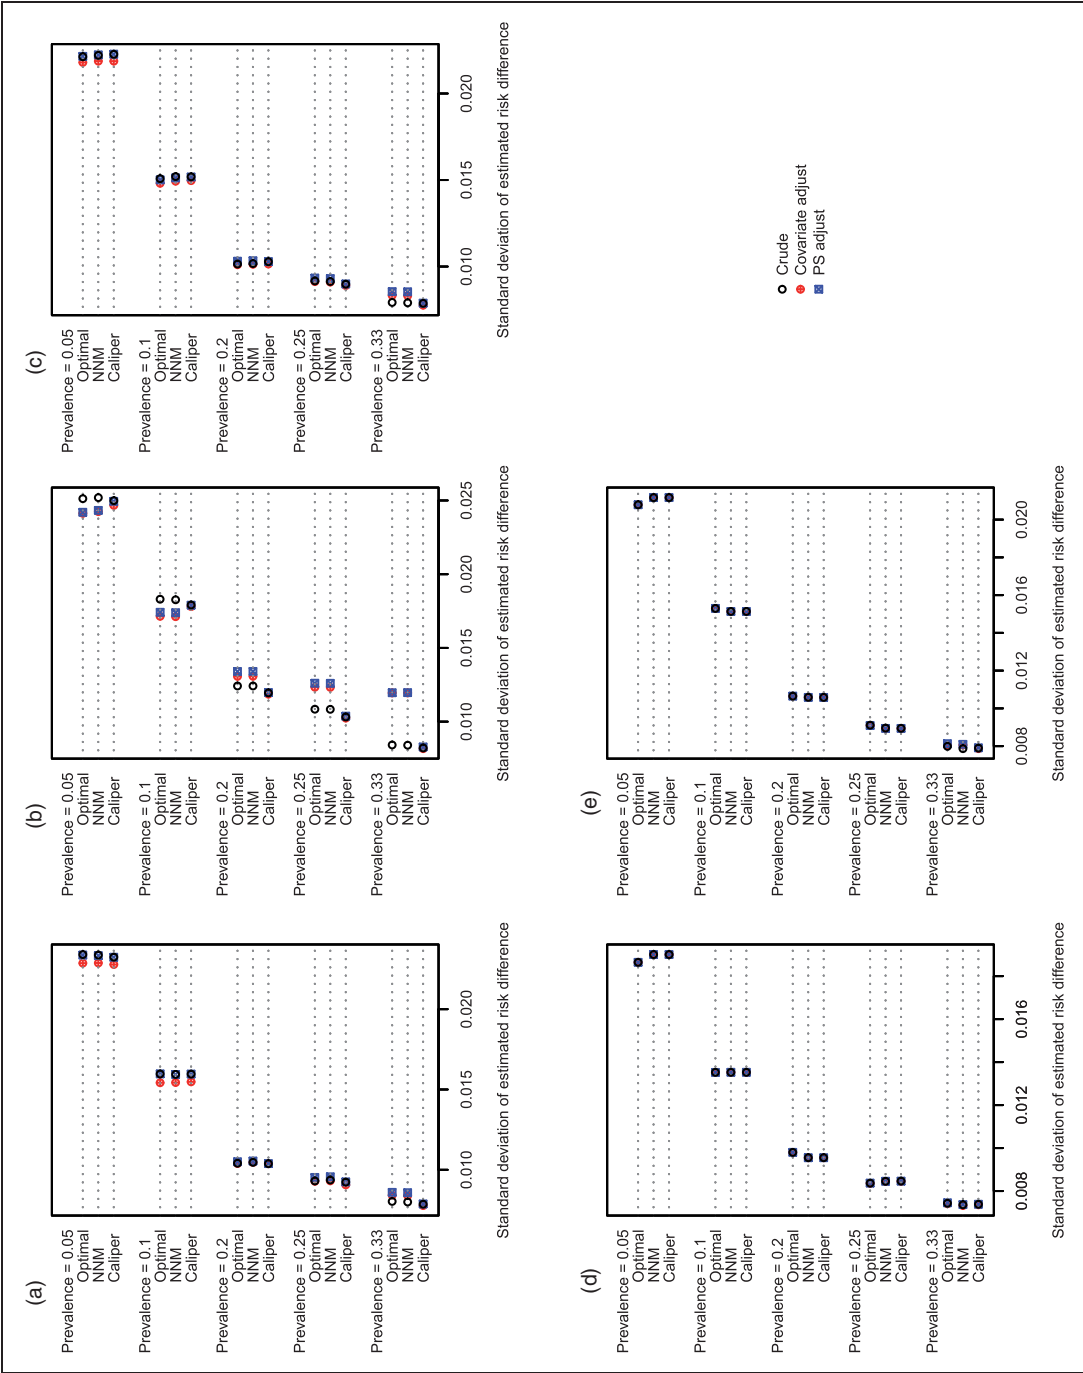 (a)
Prevalence = 0.05
Optimal
NNM
Caliper
Prevalence = 0.1
Optimal
NNM
Caliper
Prevalence = 0.2
Optimal
NNM
Caliper
Prevalence = 0.25
Optimal
NNM
Caliper
Prevalence = 0.33
Optimal
NNM
Caliper
0.010 0.015 0.020
Standard deviation of estimated risk difference
(b)
Prevalence = 0.05
Optimal
NNM
Caliper
Prevalence = 0.1
Optimal
NNM
Caliper
Prevalence = 0.2
Optimal
NNM
Caliper
Prevalence = 0.25
Optimal
NNM
Caliper
Prevalence = 0.33
Optimal
NNM
Caliper
0.010 0.015 0.020 0.025
Standard deviation of estimated risk difference
(c)
Prevalence = 0.05
Optimal
NNM
Caliper
Prevalence = 0.1
Optimal
NNM
Caliper
Prevalence = 0.2
Optimal
NNM
Caliper
Prevalence = 0.25
Optimal
NNM
Caliper
Prevalence = 0.33
Optimal
NNM
Caliper
0.010 0.015 0.020
Standard deviation of estimated risk difference
(d)
Prevalence = 0.05
Optimal
NNM
Caliper
Prevalence = 0.1
Optimal
NNM
Caliper
Prevalence = 0.2
Optimal
NNM
Caliper
Prevalence = 0.25
Optimal
NNM
Caliper
Prevalence = 0.33
Optimal
NNM
Caliper
0.008 0.012 0.016
Standard deviation of estimated risk difference
(e)
Prevalence = 0.05
Optimal
NNM
Caliper
Prevalence = 0.1
Optimal
NNM
Caliper
Prevalence = 0.2
Optimal
NNM
Caliper
Prevalence = 0.25
Optimal
NNM
Caliper
Prevalence = 0.33
Optimal
NNM
Caliper
0.008 0.012 0.016 0.020
Standard deviation of estimated risk difference
Crude
Covariate adjust
PS adjust